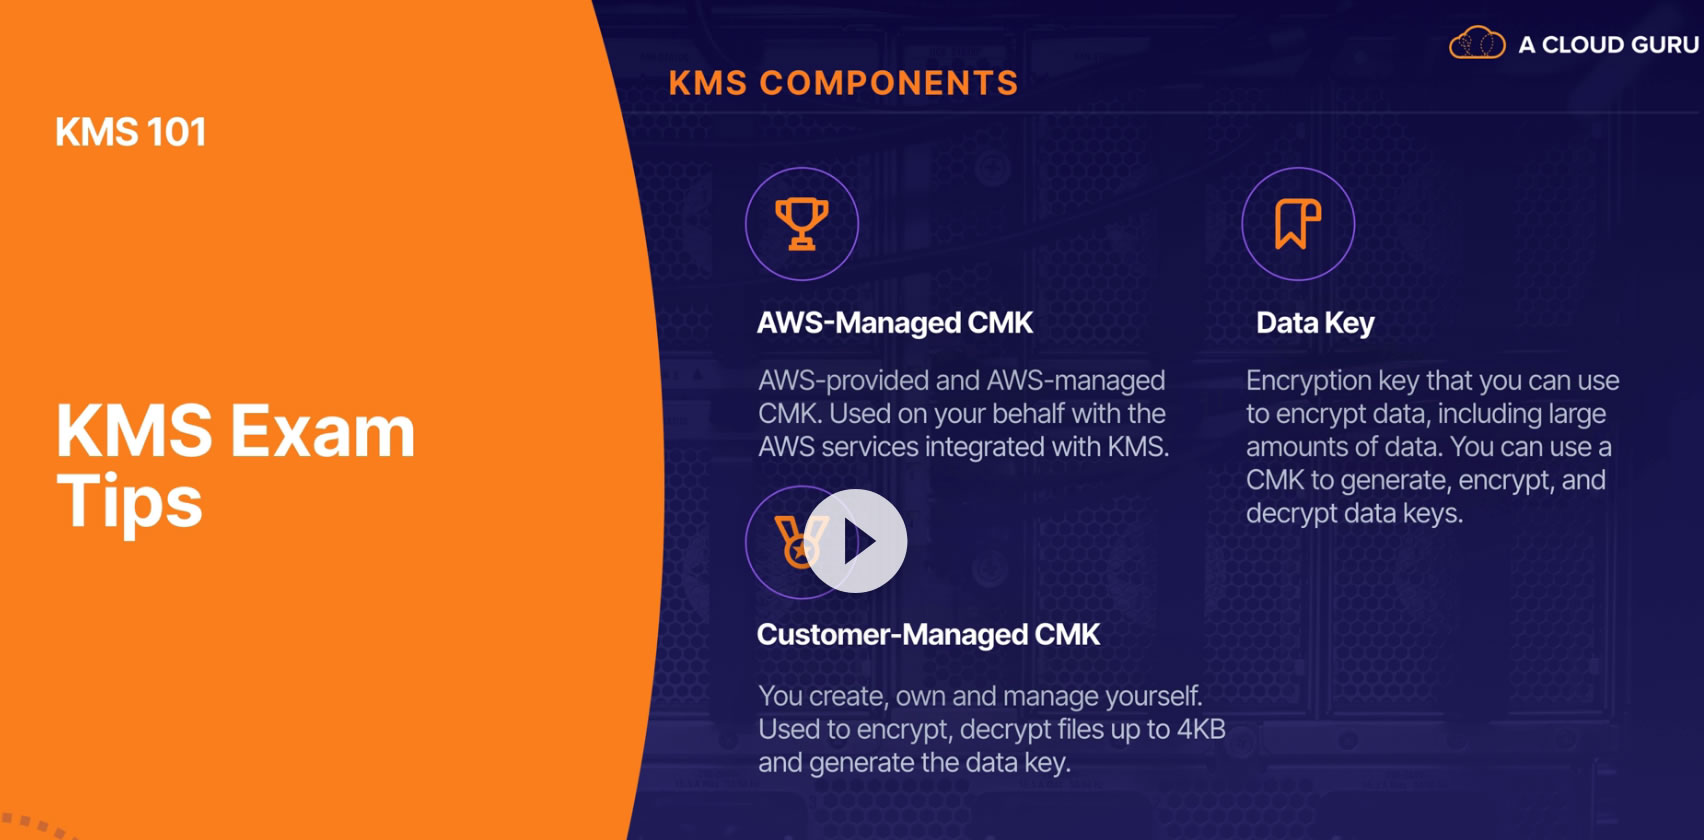 A CLOUD GURU
KMS COMPONENTS
KMS 101
KMS Exam
Tips
AWS-Managed CMK
AWS-provided and AWS-managed
CMK. Used on your behalf with the
AWS services integrated with KMS.
Data Key
Encryption key that you can use
to encrypt data, including large
amounts of data. You can use a
CMK to generate, encrypt, and
decrypt data keys.
Customer-Managed CMK
You create, own and manage yourself.
Used to encrypt, decrypt files up to 4KB
and generate the data key.